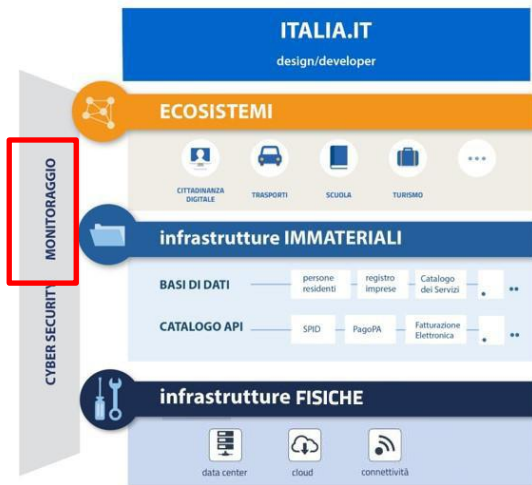 ITALIA.IT
design/developer
ECOSISTEMI
CITTADINANZA
DIGITALE
TRASPORTI
SCUOLA
TURISMO
infrastrutture IMMATERIALI
BASI DI DATI
persone
residenti
registro
imprese
Catalogo
dei Servizi
CATALOGO API
SPID
PagoPA
Fatturazione
Elettronica
infrastrutture FISICHE
data center
cloud
connettività
CYBER SECURITY
MONITORAGGIO